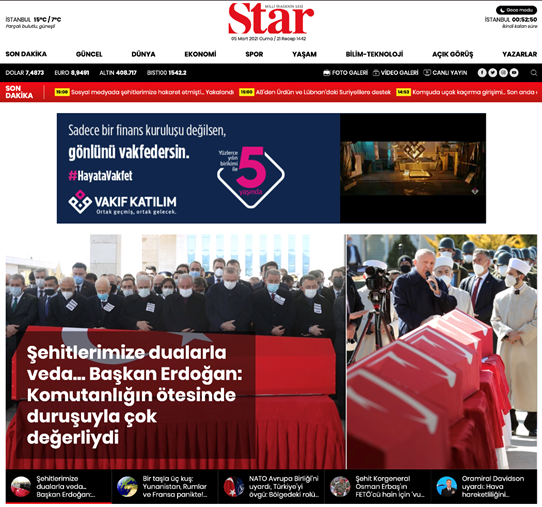 İSTANBUL 15°C / 7°C
Parçalı bulutlu, güneşli
MİLLİ İRADENİN SESİ
Star
05 Mart 2021 Cuma / 21 Recep 1442
Gece modu
İSTANBUL 00:52:50
İkindi kalan süre
SON DAKİKA GÜNCEL DÜNYA EKONOMİ SPOR YAŞAM BİLİM-TEKNOLOJİ AÇIK GÖRÜŞ YAZARLAR
DOLAR 7,4873 EURO 8,9491 ALTIN 408.717 BIST100 1542.2 FOTO GALERİ VİDEO GALERİ CANLI YAYIN
SON DAKİKA
15:09 Sosyal medyada şehitlerimize hakaret etmişti... Yakalandı
15:00 AB'den Ürdün ve Lübnan'daki Suriyelilere destek
14:53 Komşuda uçak kaçırma girişimi... Son anda
Sadece bir finans kuruluşu değilsen,
gönlünü vakfedersin.
#HayataVakfet
VAKIF KATILIM
Ortak geçmiş, ortak gelecek.
Yüzlerce
yılın
birikimi
ile
5
yaşında
Şehitlerimize dualarla
veda... Başkan Erdoğan:
Komutanlığın ötesinde
duruşuyla çok
değerliydi
Şehitlerimize
dualarla veda...
Başkan Erdoğan:...
Bir taşla üç kuş:
Yunanistan, Rumlar
ve Fransa panikte!...
NATO Avrupa Birliği'ni
uyardı, Türkiye'yi
övgü: Bölgedeki rolü...
Şehit Korgeneral
Osman Erbaş'ın
FETÖ'cü hain için 'vu...
Oramiral Davidson
uyardı: Hava
hareketliliğini...